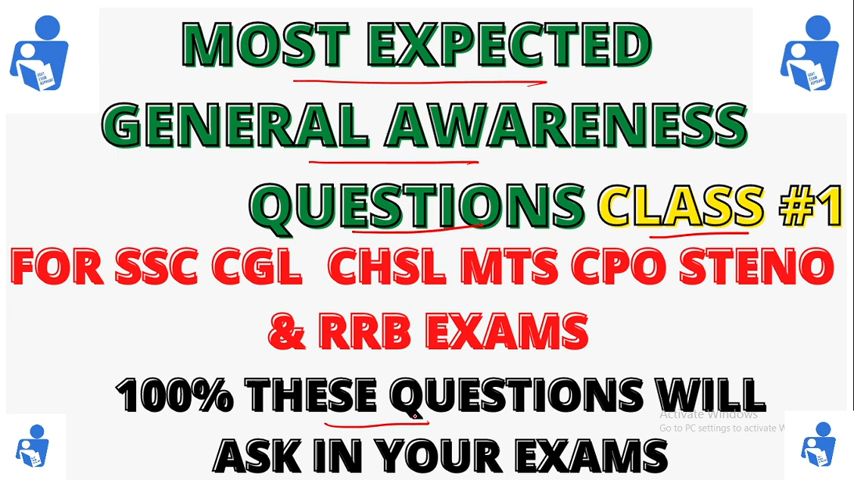 MOST EXPECTED
GENERAL AWARENESS
QUESTIONS CLASS #1
FOR SSC CGL CHSL MTS CPO STENO
& RRB EXAMS
100% THESE QUESTIONS WILL
Activate Windows
Go to PC settings to activate
ASK IN YOUR EXAMS